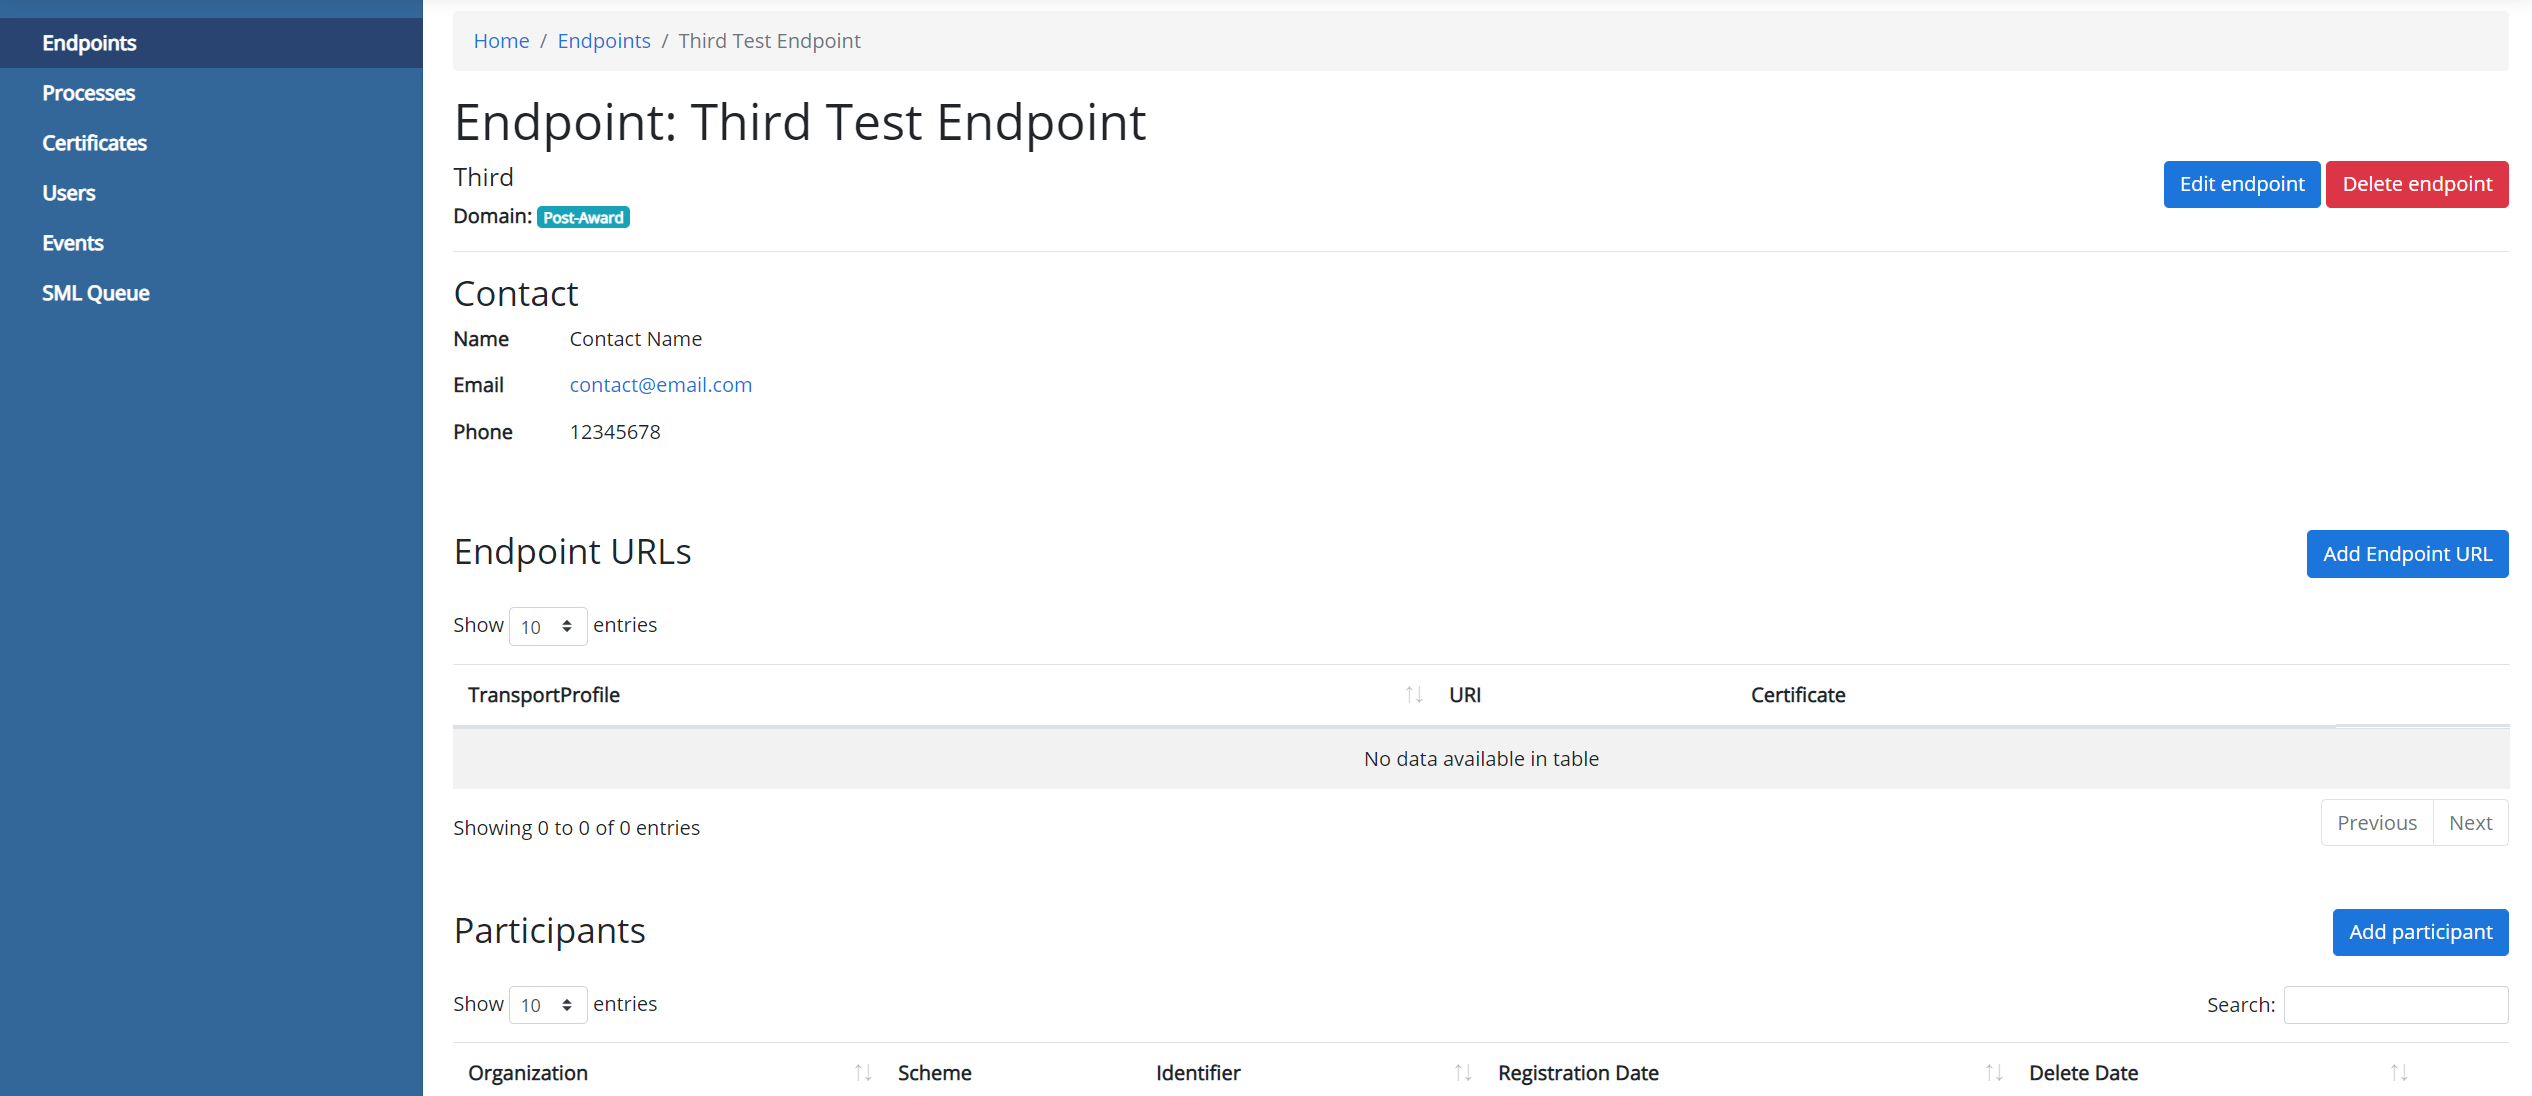 Endpoints
Processes
Certificates
Users
Events
SML Queue
Home / Endpoints / Third Test Endpoint
Endpoint: Third Test Endpoint
Third
Edit endpoint Delete endpoint
Domain: Post-Award
Contact
Name Contact Name
Email contact@email.com
Phone 12345678
Endpoint URLs Add Endpoint URL
Show 10 entries
TransportProfile URI Certificate
No data available in table
Showing 0 to 0 of 0 entries Previous Next
Participants Add participant
Show 10 entries Search:
Organization Scheme Identifier Registration Date Delete Date